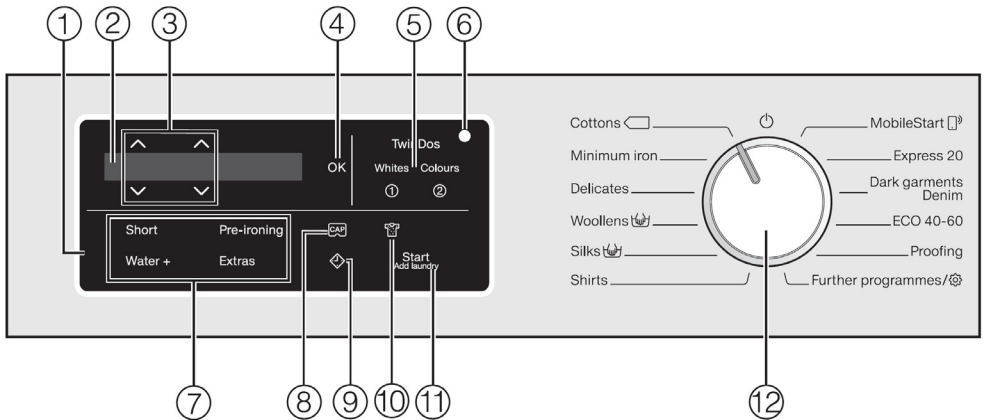 ① ② ③ ④ ⑤ ⑥
TwinDos
OK
Whites Colours
① ②
Short Pre-ironing
CAP
Water + Extras
Start
Add laundry
Cottons
MobileStart
Minimum iron
Express 20
Delicates
Dark garments
Denim
Woollens
ECO 40-60
Silks
Proofing
Shirts
Further programmes/
⑦ ⑧ ⑨ ⑩ ⑪ ⑫